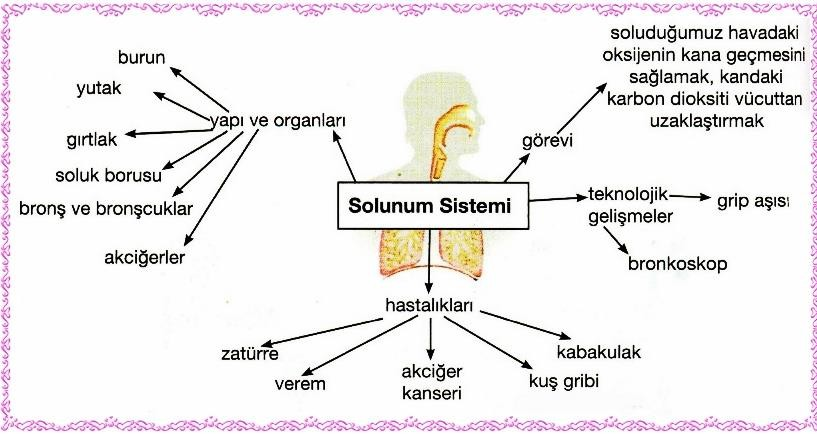 burun
yutak
gırtlak
soluk borusu
bronş ve bronşcuklar
akciğerler
yapı ve organları
Solunum Sistemi
görevi
soluduğumuz havadaki
oksijenin kana geçmesini
sağlamak, kandaki
karbon dioksiti vücuttan
uzaklaştırmak
teknolojik
gelişmeler
grip aşısı
bronkoskop
hastalıkları
zatürre
verem
akciğer
kanseri
kuş gribi
kabakulak